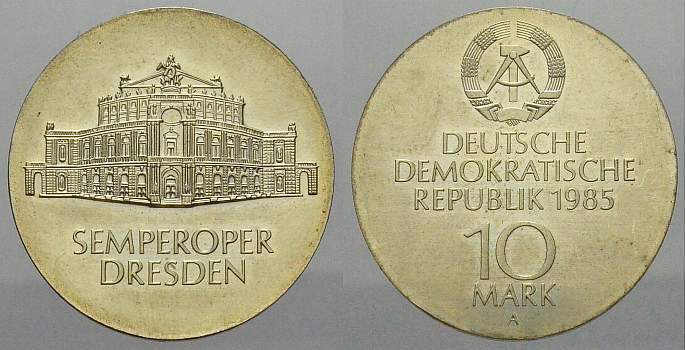 SEMPEROPER
DRESDEN
DEUTSCHE
DEMOKRATISCHE
REPUBLIK 1985
10
MARK
A